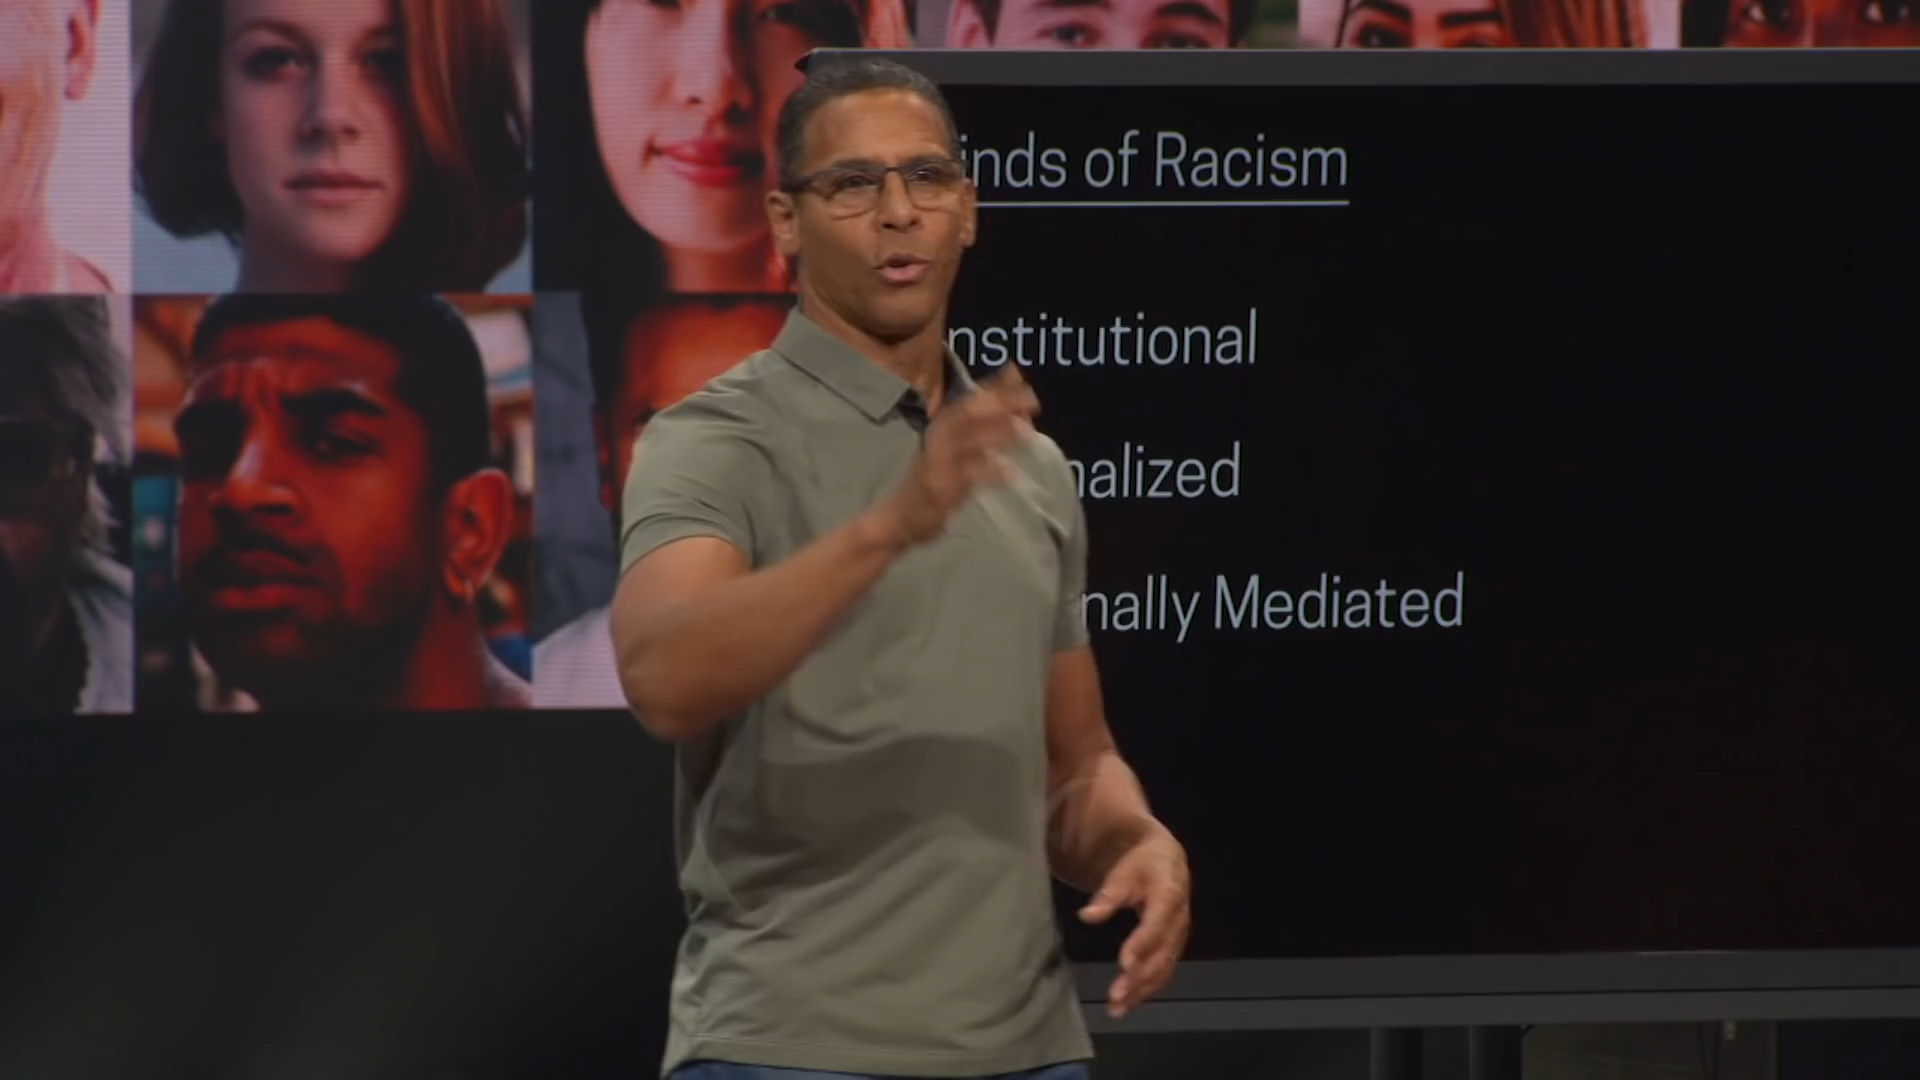 inds of Racism
nstitutional
nalized
nally Mediated